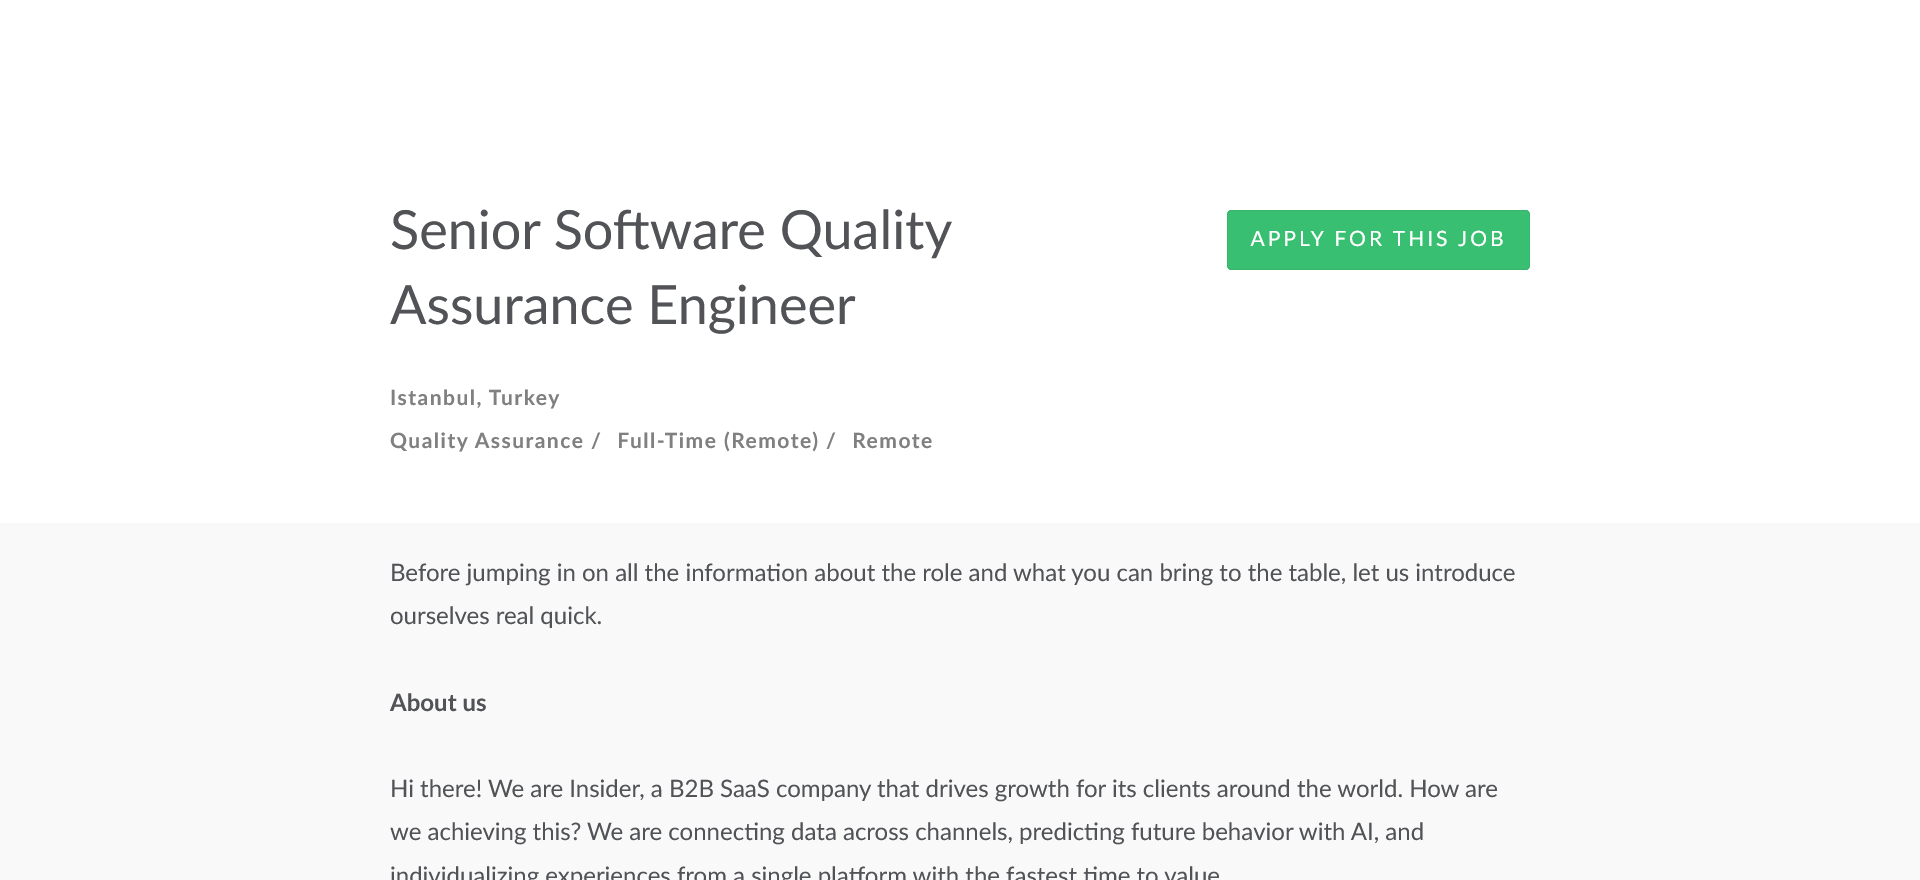 Senior Software Quality
Assurance Engineer
APPLY FOR THIS JOB
Istanbul, Turkey
Quality Assurance / Full-Time (Remote) / Remote
Before jumping in on all the information about the role and what you can bring to the table, let us introduce
ourselves real quick.
About us
Hi there! We are Insider, a B2B SaaS company that drives growth for its clients around the world. How are
we achieving this? We are connecting data across channels, predicting future behavior with AI, and
individualizing experiences from a single platform with the fastest time to value.